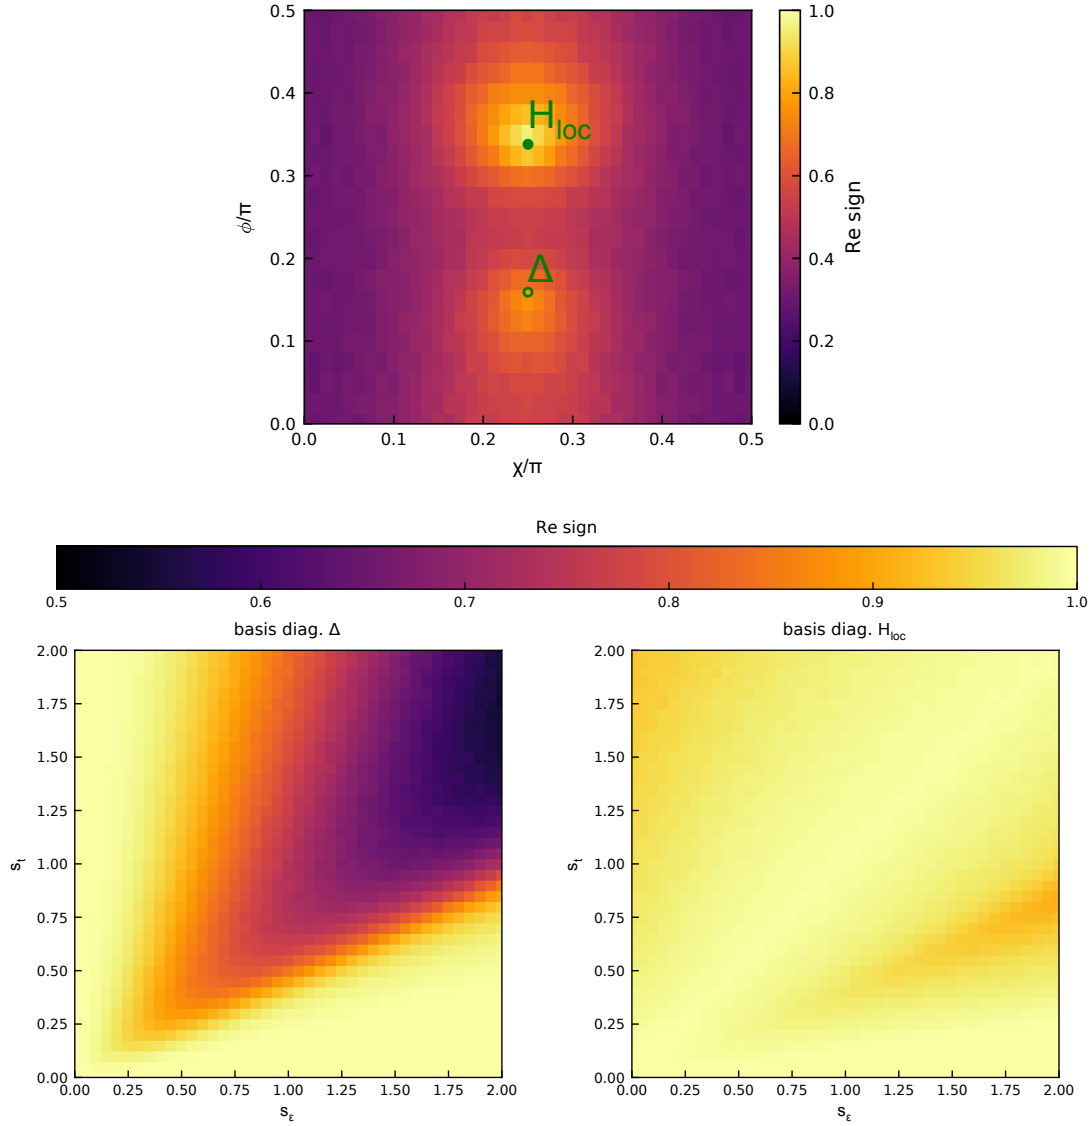 0.5
0.4
0.3
0.2
0.1
0.0
ϕ/π
H_loc
Δ
0.0 0.1 0.2 0.3 0.4 0.5
χ/π
1.0
0.8
0.6
0.4
0.2
0.0
Re sign
Re sign
0.5 0.6 0.7 0.8 0.9 1.0
basis diag. Δ
2.00
1.75
1.50
1.25
1.00
0.75
0.50
0.25
0.00
s_t
0.00 0.25 0.50 0.75 1.00 1.25 1.50 1.75 2.00
s_ε
basis diag. H_loc
2.00
1.75
1.50
1.25
1.00
0.75
0.50
0.25
0.00
s_t
0.00 0.25 0.50 0.75 1.00 1.25 1.50 1.75 2.00
s_ε